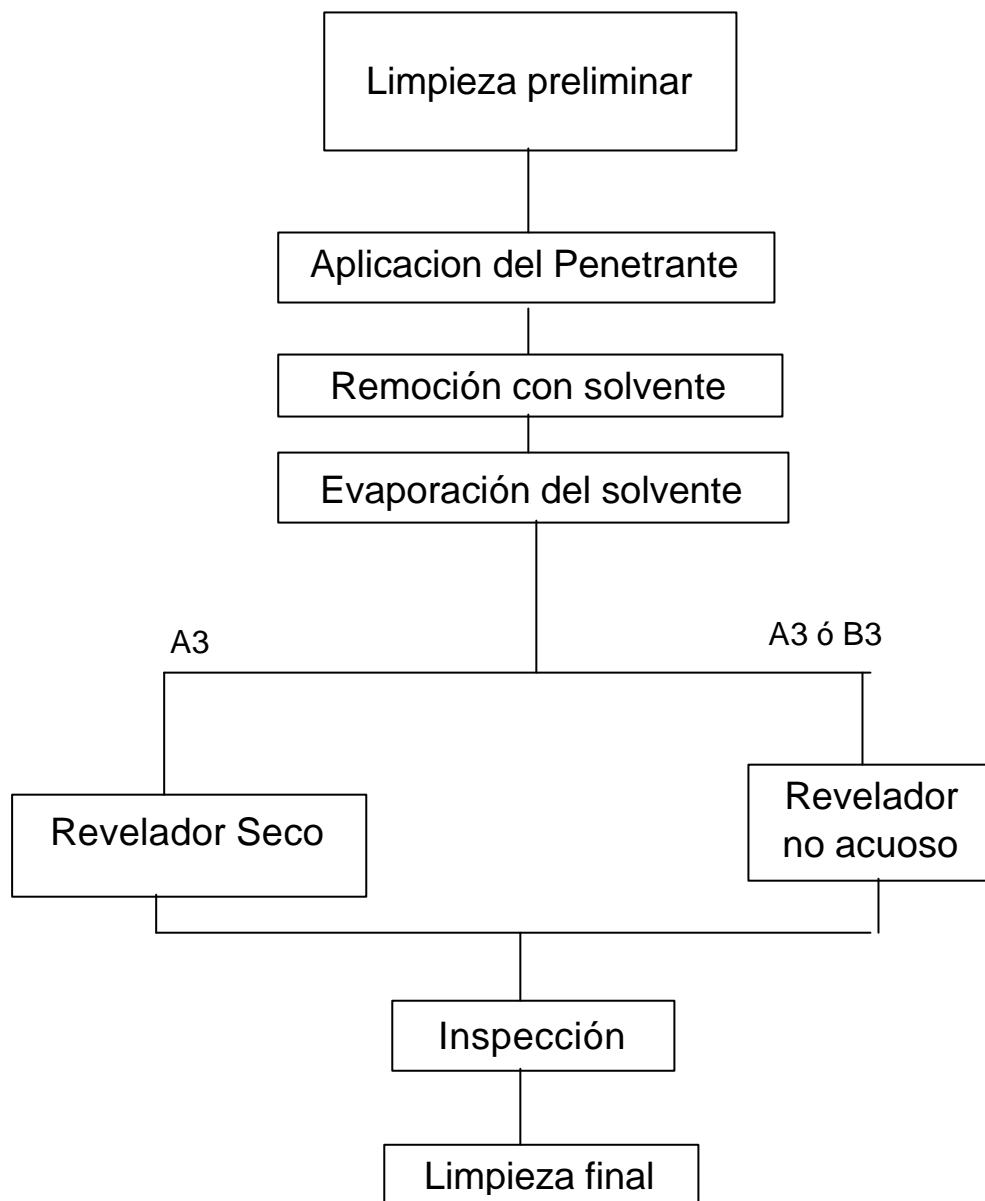 Limpieza preliminar
Aplicacion del Penetrante
Remoción con solvente
Evaporación del solvente
A3
A3 ó B3
Revelador Seco
Revelador
no acuoso
Inspección
Limpieza final